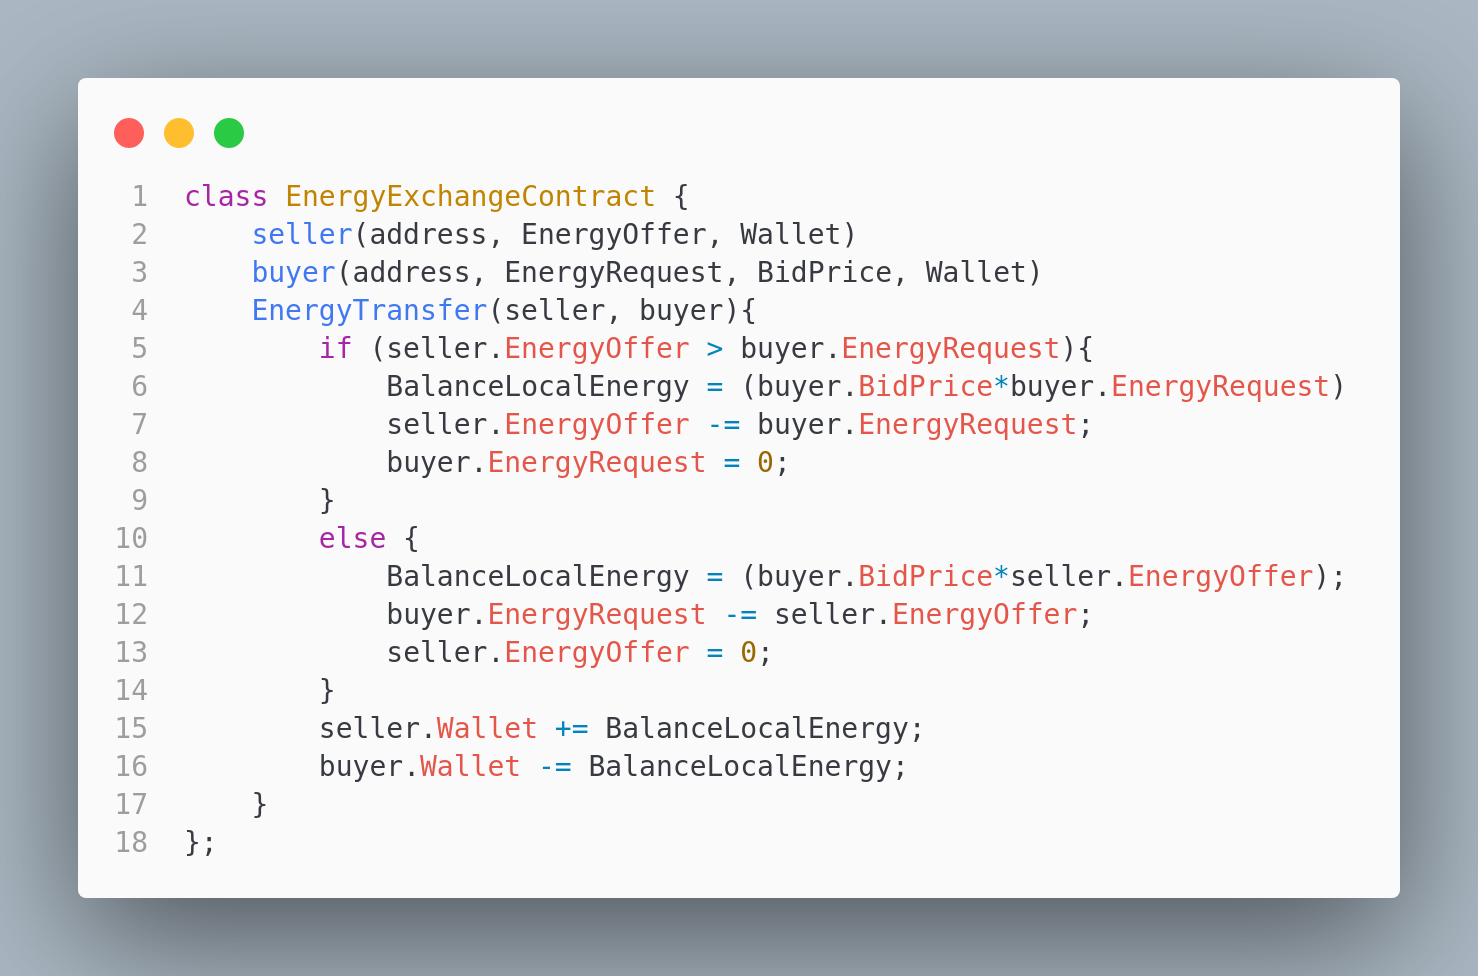 1 class EnergyExchangeContract {
2     seller(address, EnergyOffer, Wallet)
3     buyer(address, EnergyRequest, BidPrice, Wallet)
4     EnergyTransfer(seller, buyer){
5         if (seller.EnergyOffer > buyer.EnergyRequest){
6             BalanceLocalEnergy = (buyer.BidPrice*buyer.EnergyRequest)
7             seller.EnergyOffer -= buyer.EnergyRequest;
8             buyer.EnergyRequest = 0;
9         }
10         else {
11             BalanceLocalEnergy = (buyer.BidPrice*seller.EnergyOffer);
12             buyer.EnergyRequest -= seller.EnergyOffer;
13             seller.EnergyOffer = 0;
14         }
15         seller.Wallet += BalanceLocalEnergy;
16         buyer.Wallet -= BalanceLocalEnergy;
17     }
18 };